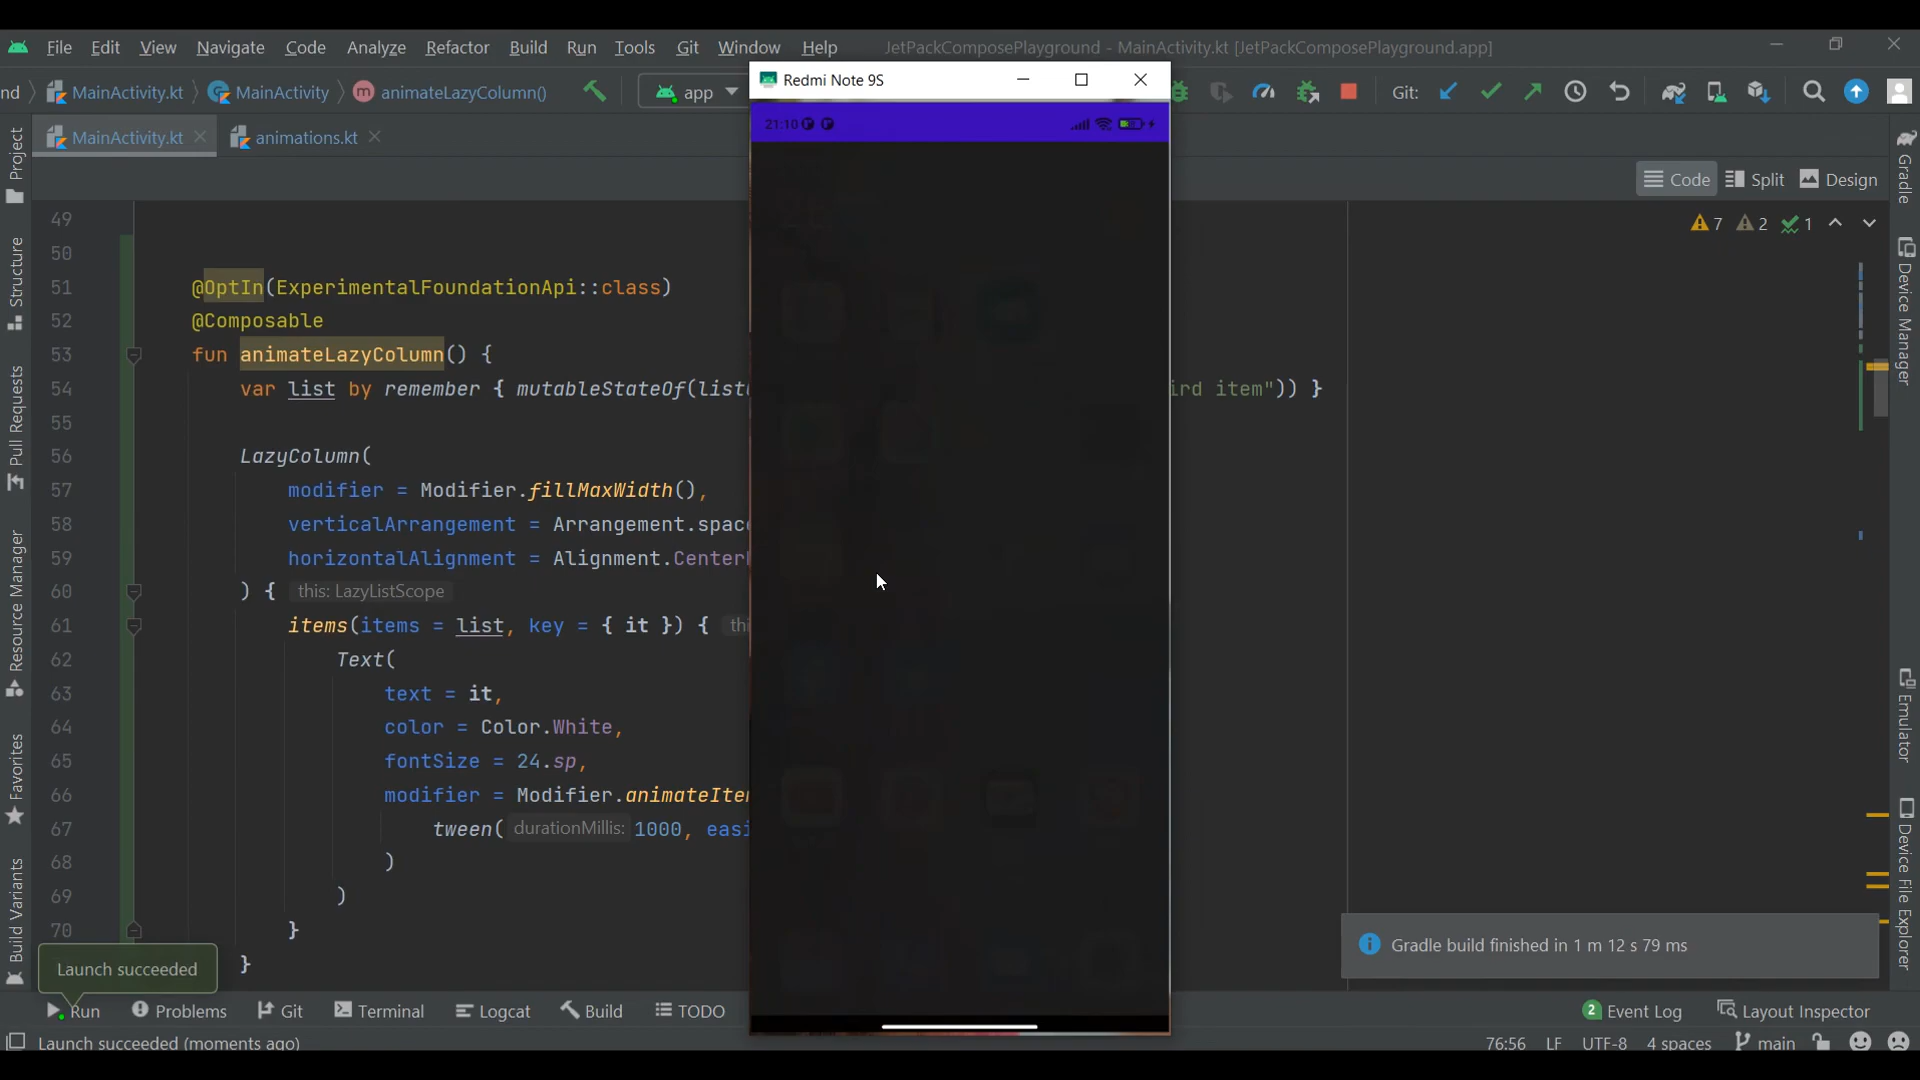 File Edit View Navigate Code Analyze Refactor Build Run Tools Git Window Help JetPackComposePlayground - MainActivity.kt [JetPackComposePlayground.app]
Redmi Note 9S
nd MainActivity.kt MainActivity animateLazyColumn() app Git:
21:10
MainActivity.kt animations.kt
Code Split Design
7 2 1
49
50
51 @OptIn(ExperimentalFoundationApi::class)
52 @Composable
53 fun animateLazyColumn() {
54 var list by remember { mutableStateOf(list ird item")) }
55
56 LazyColumn(
57 modifier = Modifier.fillMaxWidth(),
58 verticalArrangement = Arrangement.space
59 horizontalAlignment = Alignment.Center
60 ) { this: LazyListScope
61 items(items = list, key = { it }) { thi
62 Text(
63 text = it,
64 color = Color.White,
65 fontSize = 24.sp,
66 modifier = Modifier.animateIte
67 tween( durationMillis: 1000, easi
68 )
69 )
70 }
}
Project
Structure
Pull Requests
Resource Manager
Favorites
Build Variants
Gradle
Device Manager
Emulator
Device File Explorer
Gradle build finished in 1 m 12 s 79 ms
Launch succeeded
Run Problems Git Terminal Logcat Build TODO 2 Event Log Layout Inspector
Launch succeeded (moments ago) 76:56 LF UTF-8 4 spaces main